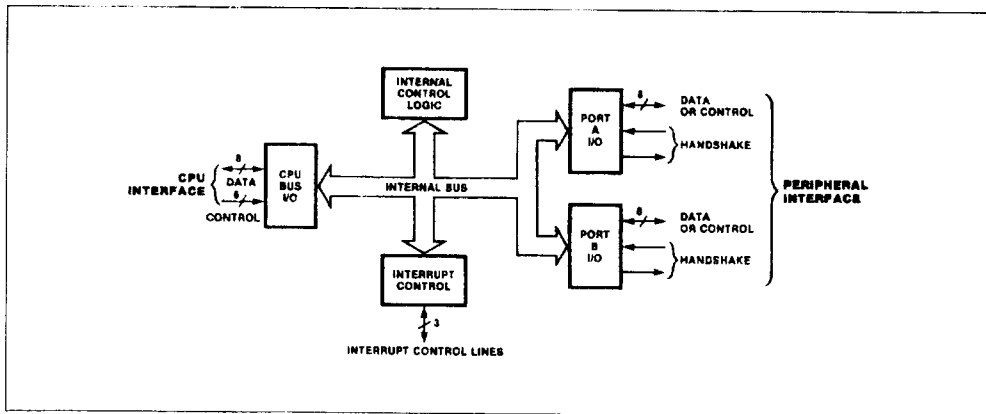 INTERNAL
CONTROL
LOGIC
CPU
INTERFACE
8
DATA
6
CONTROL
CPU
BUS
I/O
INTERNAL BUS
INTERRUPT
CONTROL
3
INTERRUPT CONTROL LINES
PORT
A
I/O
8
DATA
OR CONTROL
HANDSHAKE
PORT
B
I/O
8
DATA
OR CONTROL
HANDSHAKE
PERIPHERAL
INTERFACE